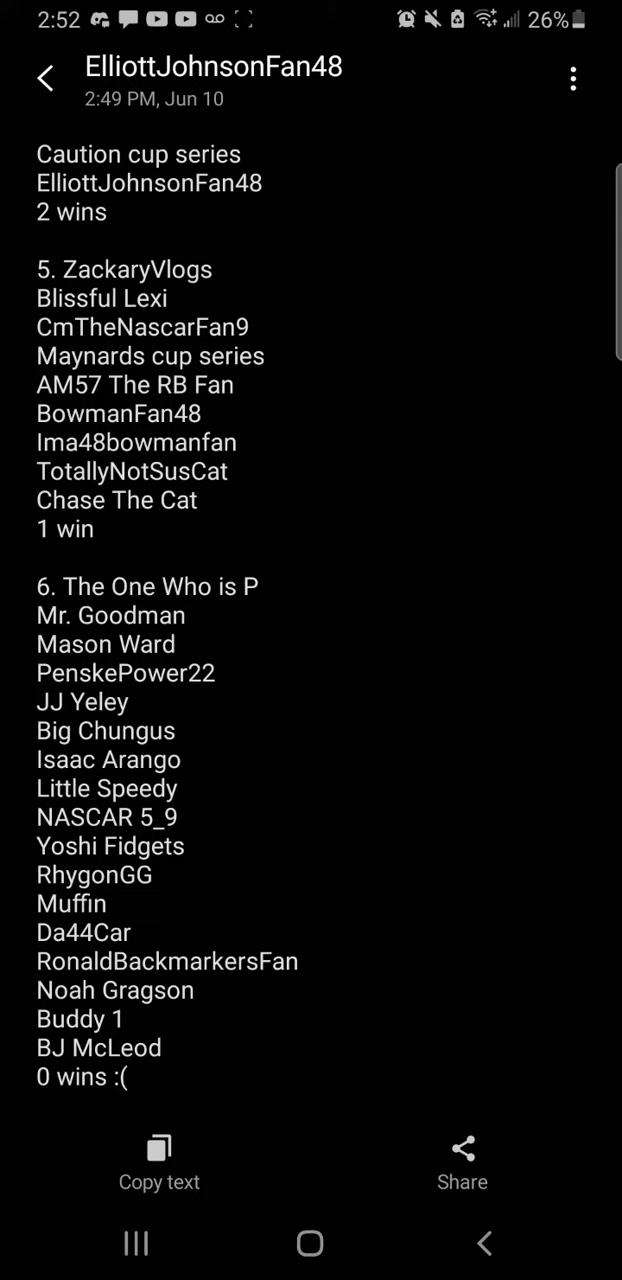 2:52
26%
ElliottJohnsonFan48
2:49 PM, Jun 10
Caution cup series
ElliottJohnsonFan48
2 wins
5. ZackaryVlogs
Blissful Lexi
CmTheNascarFan9
Maynards cup series
AM57 The RB Fan
BowmanFan48
Ima48bowmanfan
TotallyNotSusCat
Chase The Cat
1 win
6. The One Who is P
Mr. Goodman
Mason Ward
PenskePower22
JJ Yeley
Big Chungus
Isaac Arango
Little Speedy
NASCAR 5_9
Yoshi Fidgets
RhygonGG
Muffin
Da44Car
RonaldBackmarkersFan
Noah Gragson
Buddy 1
BJ McLeod
0 wins :(
Copy text
Share